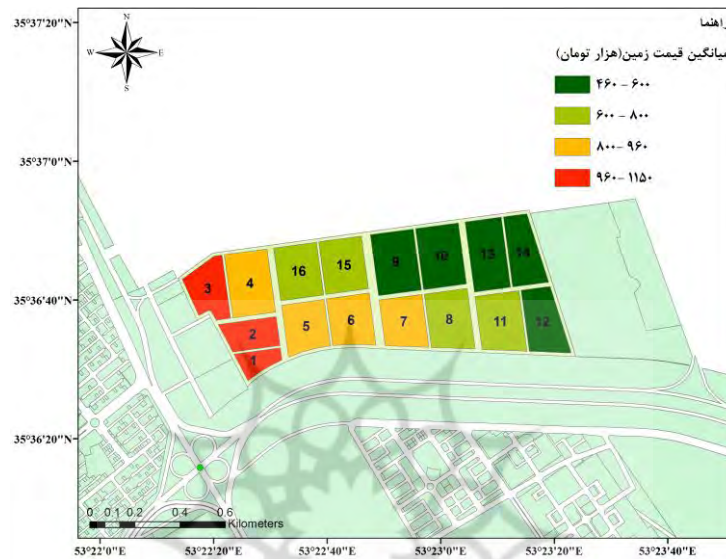 35°37'20"N
راهنما
میانگین قیمت زمین(هزار تومان)
۴۶۰ - ۶۰۰
۶۰۰ - ۸۰۰
۸۰۰ - ۹۶۰
۹۶۰ - ۱۱۵۰
N
W E
S
35°37'0"N
35°36'40"N
35°36'20"N
3 4 16 15 9 10 13 14
2 5 6 7 8 11 12
1
0 0.1 0.2 0.4 0.6
Kilometers
53°22'0"E 53°22'20"E 53°22'40"E 53°23'0"E 53°23'20"E 53°23'40"E